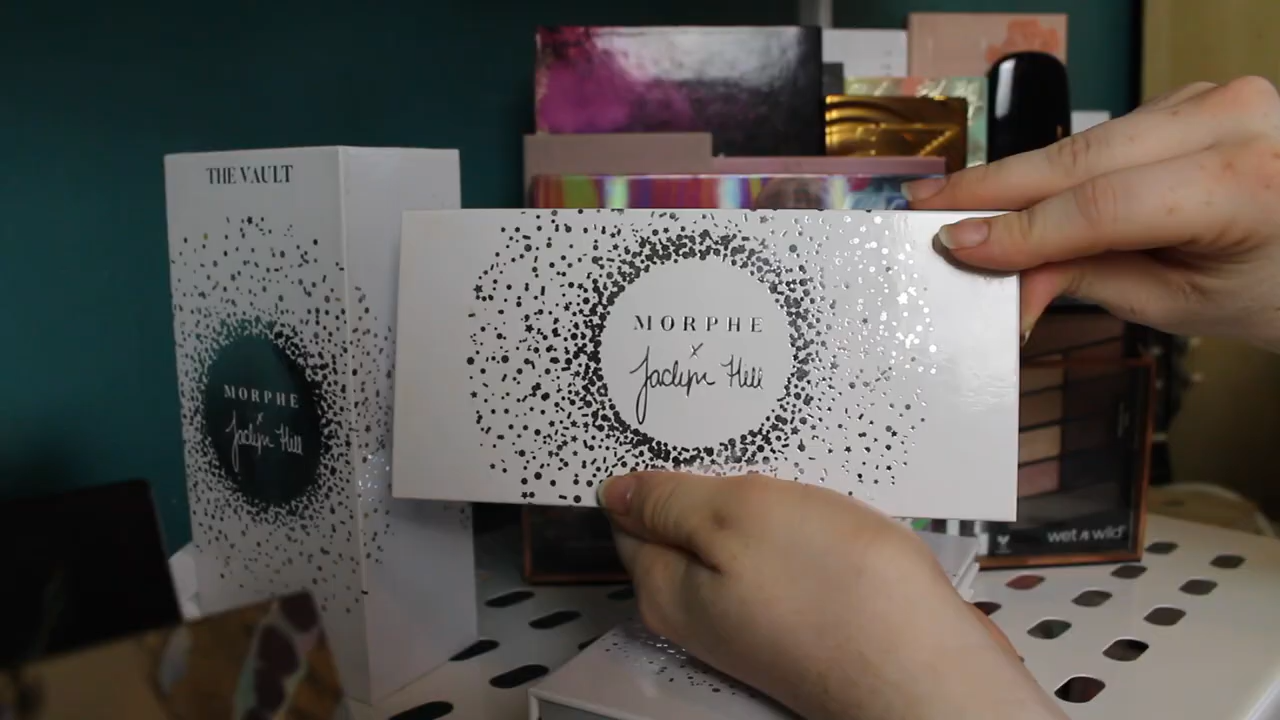 THE VAULT
MORPHE
x
Jaclyn Hill
MORPHE
x
Jaclyn Hill
wet n wild